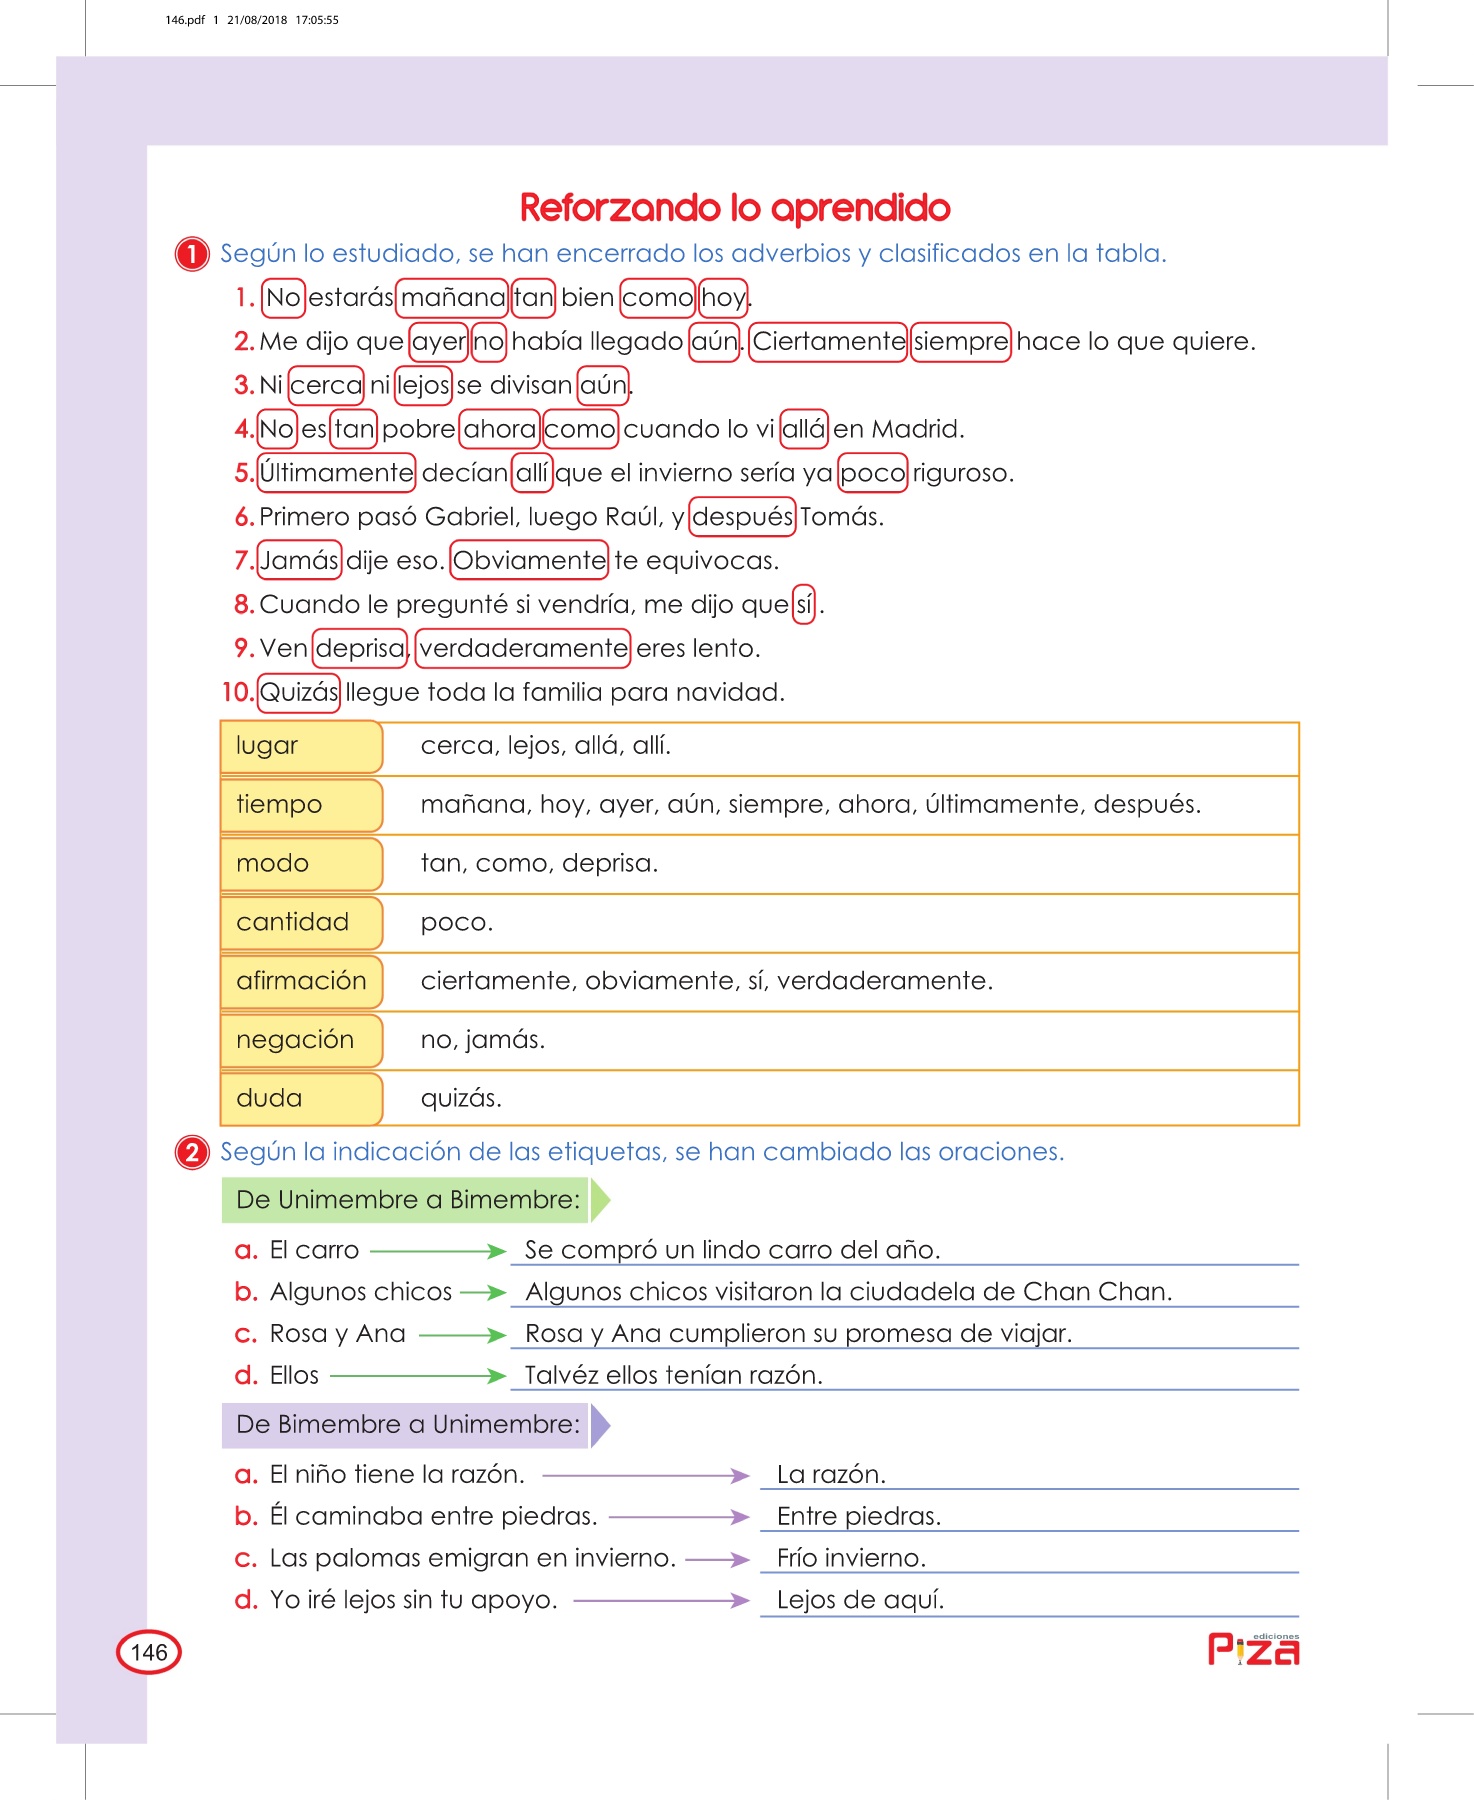 146.pdf 1 21/08/2018 17:05:55
Reforzando lo aprendido
1 Según lo estudiado, se han encerrado los adverbios y clasificados en la tabla.
1. No estarás mañana tan bien como hoy.
2. Me dijo que ayer no había llegado aún. Ciertamente siempre hace lo que quiere.
3. Ni cerca ni lejos se divisan aún.
4. No es tan pobre ahora como cuando lo vi allá en Madrid.
5. Últimamente decían allí que el invierno sería ya poco riguroso.
6. Primero pasó Gabriel, luego Raúl, y después Tomás.
7. Jamás dije eso. Obviamente te equivocas.
8. Cuando le pregunté si vendría, me dijo que sí.
9. Ven deprisa, verdaderamente eres lento.
10. Quizás llegue toda la familia para navidad.
lugar cerca, lejos, allá, allí.
tiempo mañana, hoy, ayer, aún, siempre, ahora, últimamente, después.
modo tan, como, deprisa.
cantidad poco.
afirmación ciertamente, obviamente, sí, verdaderamente.
negación no, jamás.
duda quizás.
2 Según la indicación de las etiquetas, se han cambiado las oraciones.
De Unimembre a Bimembre:
a. El carro Se compró un lindo carro del año.
b. Algunos chicos Algunos chicos visitaron la ciudadela de Chan Chan.
c. Rosa y Ana Rosa y Ana cumplieron su promesa de viajar.
d. Ellos Talvéz ellos tenían razón.
De Bimembre a Unimembre:
a. El niño tiene la razón. La razón.
b. Él caminaba entre piedras. Entre piedras.
c. Las palomas emigran en invierno. Frío invierno.
d. Yo iré lejos sin tu apoyo. Lejos de aquí.
146
ediciones
Piza